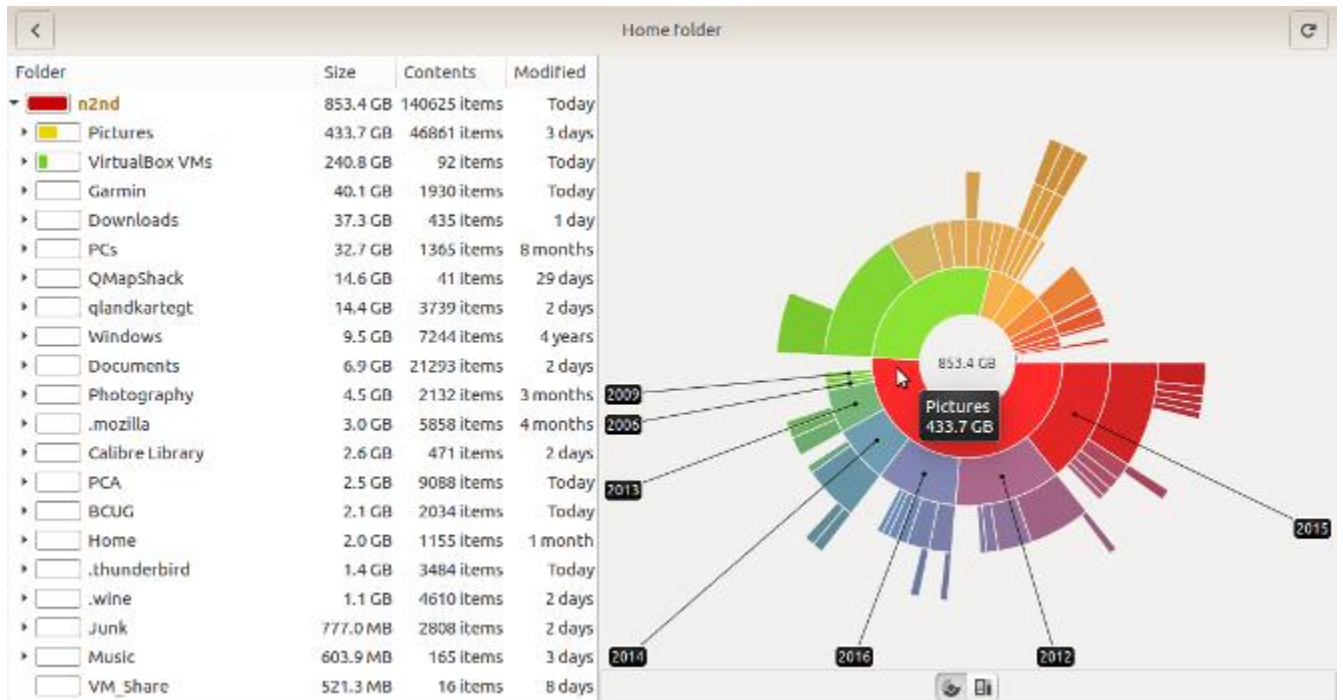 Home folder
Folder Size Contents Modified
n2nd 853.4 GB 140625 items Today
Pictures 433.7 GB 46861 items 3 days
VirtualBox VMs 240.8 GB 92 items Today
Garmin 40.1 GB 1930 items Today
Downloads 37.3 GB 435 items 1 day
PCs 32.7 GB 1365 items 8 months
QMapShack 14.6 GB 41 items 29 days
qlandkartegt 14.4 GB 3739 items 2 days
Windows 9.5 GB 7244 items 4 years
Documents 6.9 GB 21293 items 2 days
Photography 4.5 GB 2132 items 3 months
.mozilla 3.0 GB 5858 items 4 months
Calibre Library 2.6 GB 471 items 2 days
PCA 2.5 GB 9088 items Today
BCUG 2.1 GB 2034 items Today
Home 2.0 GB 1155 items 1 month
.thunderbird 1.4 GB 3484 items Today
.wine 1.1 GB 4610 items 2 days
Junk 777.0 MB 2808 items 2 days
Music 603.9 MB 165 items 3 days
VM_Share 521.3 MB 16 items 8 days
853.4 GB
Pictures
433.7 GB
2009
2006
2013
2015
2014
2016
2012